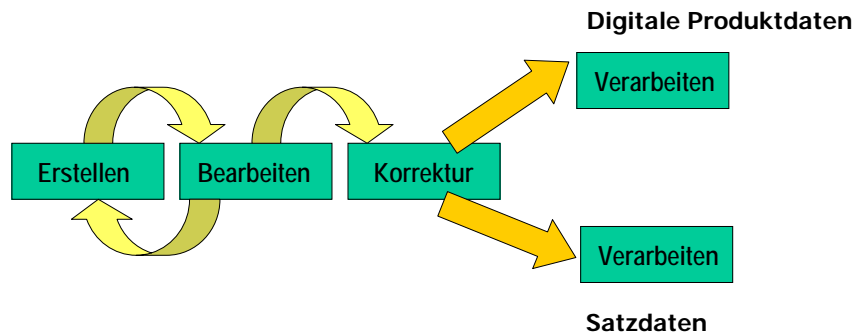 Digitale Produktdaten
Verarbeiten
Erstellen
Bearbeiten
Korrektur
Verarbeiten
Satzdaten